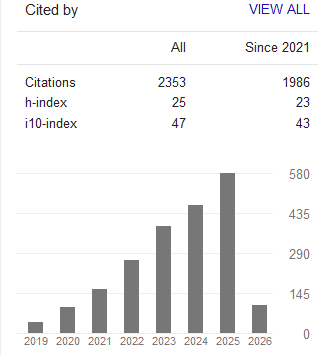 Cited by VIEW ALL
All Since 2021
Citations 2353 1986
h-index 25 23
i10-index 47 43
580
435
290
145
0
2019 2020 2021 2022 2023 2024 2025 2026